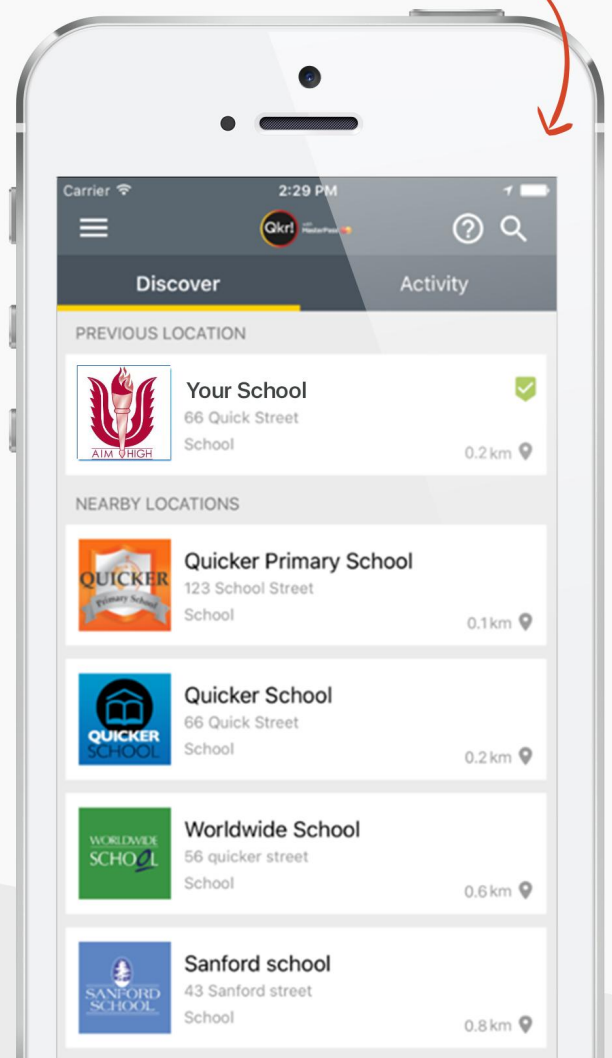 Carrier 2:29 PM
Qkr! with MasterPass
Discover Activity
PREVIOUS LOCATION
AIM HIGH
Your School
66 Quick Street
School
0.2 km
NEARBY LOCATIONS
QUICKER
Primary School
Quicker Primary School
123 School Street
School
0.1 km
QUICKER
SCHOOL
Quicker School
66 Quick Street
School
0.2 km
WORLDWIDE
SCHOOL
Worldwide School
56 quicker street
School
0.6 km
SANFORD
SCHOOL
Sanford school
43 Sanford street
School
0.8 km